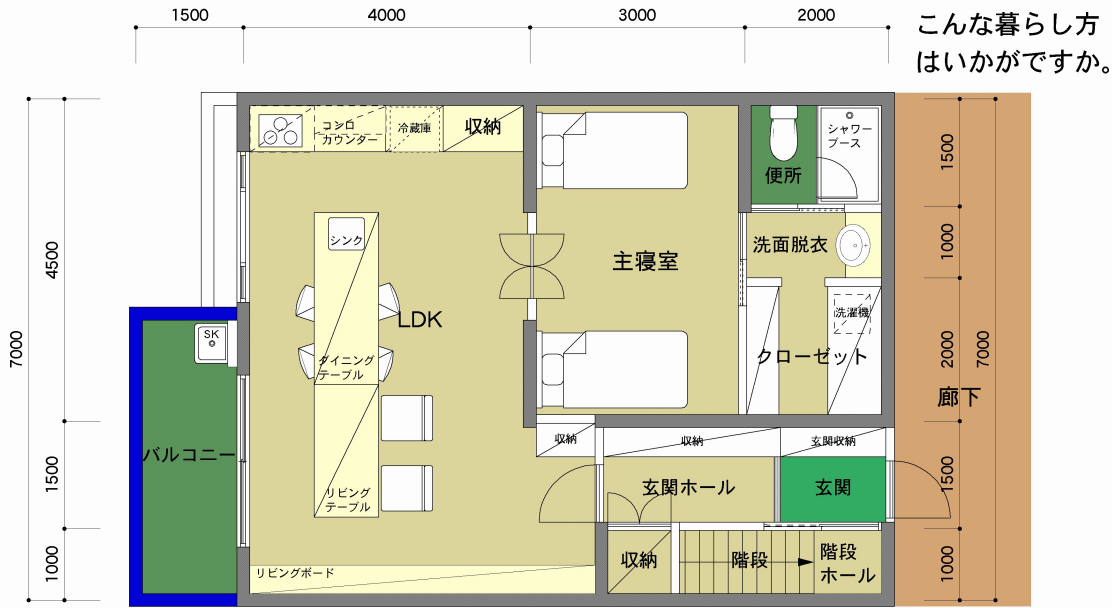 1500
4000
3000
2000
こんな暮らし方
はいかがですか。
コンロ
カウンター
冷蔵庫
収納
便所
シャワー
ブース
1500
シンク
主寝室
洗面脱衣
1000
4500
7000
LDK
SK
洗濯機
ダイニング
テーブル
クローゼット
2000
7000
廊下
バルコニー
収納
収納
玄関収納
1500
リビング
テーブル
玄関ホール
玄関
1500
リビングボード
収納
階段
階段
ホール
1000
1000